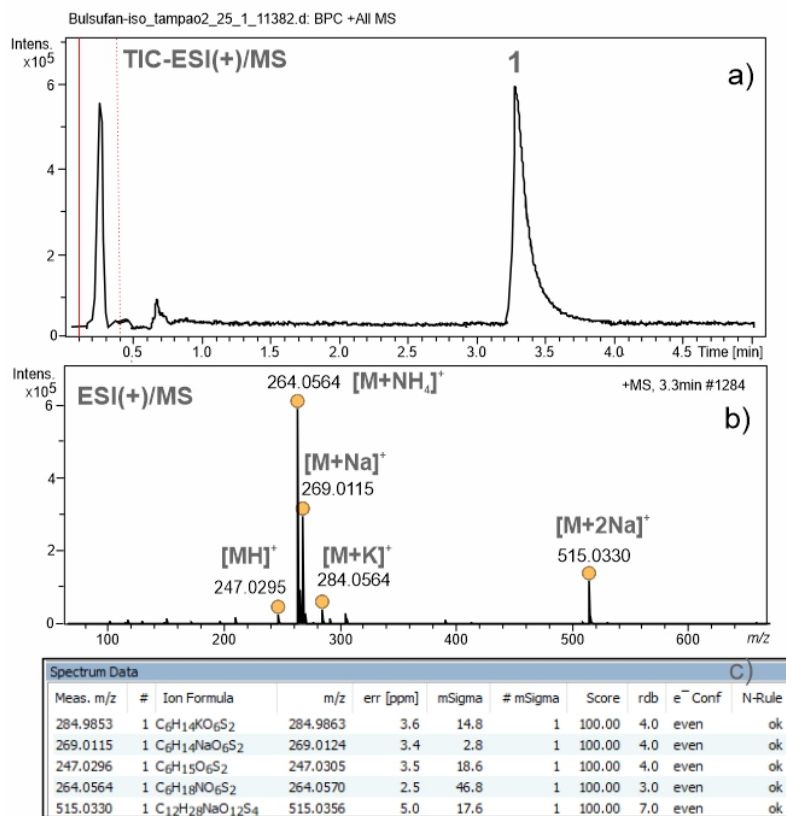 Bulsufan-iso_tampao2_25_1_11382.d: BPC +All MS
Intens.
x10⁵
TIC-ESI(+)/MS
1
a)
6
4
2
0
0.5 1.0 1.5 2.0 2.5 3.0 3.5 4.0 4.5 Time [min]
Intens.
x10⁵
ESI(+)/MS
264.0564 [M+NH₄]⁺
+MS, 3.3min #1284
b)
6
[M+Na]⁺
269.0115
4
[M+2Na]⁺
515.0330
[MH]⁺ [M+K]⁺
247.0295 284.0564
2
0
100 200 300 400 500 600 m/z
Spectrum Data
c)
Meas. m/z # Ion Formula m/z err [ppm] mSigma # mSigma Score rdb e⁻ Conf N-Rule
284.9853 1 C₆H₁₄KO₆S₂ 284.9863 3.6 14.8 1 100.00 4.0 even ok
269.0115 1 C₆H₁₄NaO₆S₂ 269.0124 3.4 2.8 1 100.00 4.0 even ok
247.0296 1 C₆H₁₅O₆S₂ 247.0305 3.5 18.6 1 100.00 4.0 even ok
264.0564 1 C₆H₁₈NO₆S₂ 264.0570 2.5 46.8 1 100.00 3.0 even ok
515.0330 1 C₁₂H₂₈NaO₁₂S₄ 515.0356 5.0 17.6 1 100.00 7.0 even ok